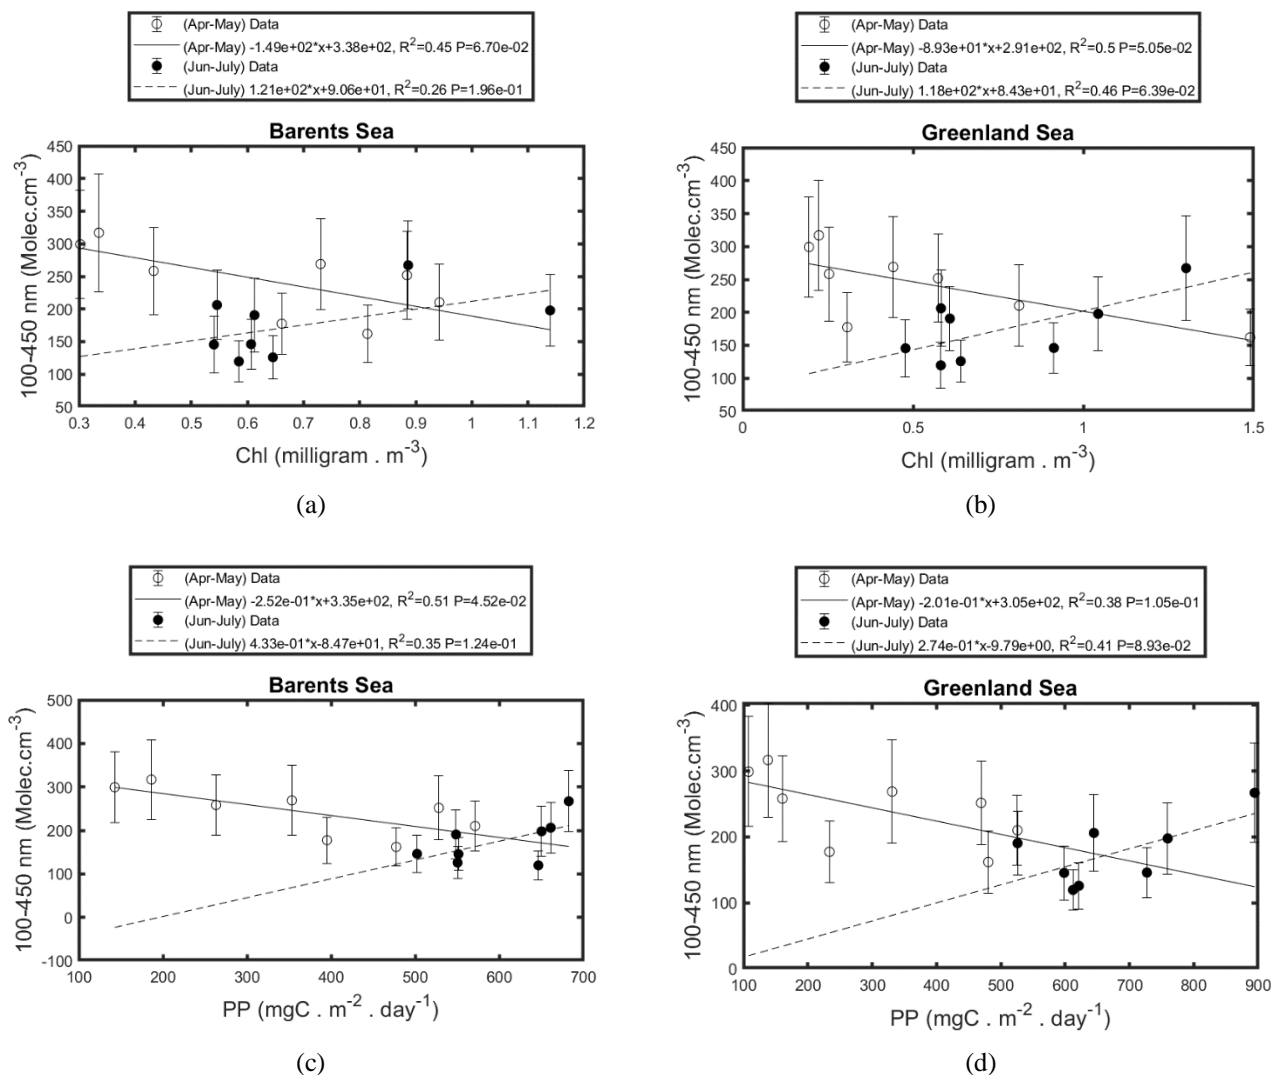 (Apr-May) Data
(Apr-May) -1.49e+02*x+3.38e+02, R²=0.45 P=6.70e-02
(Jun-July) Data
(Jun-July) 1.21e+02*x+9.06e+01, R²=0.26 P=1.96e-01
Barents Sea
450
400
350
300
250
200
150
100
50
100-450 nm (Molec.cm⁻³)
0.3 0.4 0.5 0.6 0.7 0.8 0.9 1 1.1 1.2
Chl (milligram . m⁻³)
(a)
(Apr-May) Data
(Apr-May) -8.93e+01*x+2.91e+02, R²=0.5 P=5.05e-02
(Jun-July) Data
(Jun-July) 1.18e+02*x+8.43e+01, R²=0.46 P=6.39e-02
Greenland Sea
450
400
350
300
250
200
150
100
50
100-450 nm (Molec.cm⁻³)
0 0.5 1 1.5
Chl (milligram . m⁻³)
(b)
(Apr-May) Data
(Apr-May) -2.52e-01*x+3.35e+02, R²=0.51 P=4.52e-02
(Jun-July) Data
(Jun-July) 4.33e-01*x-8.47e+01, R²=0.35 P=1.24e-01
Barents Sea
500
400
300
200
100
0
-100
100-450 nm (Molec.cm⁻³)
100 200 300 400 500 600 700
PP (mgC . m⁻² . day⁻¹)
(c)
(Apr-May) Data
(Apr-May) -2.01e-01*x+3.05e+02, R²=0.38 P=1.05e-01
(Jun-July) Data
(Jun-July) 2.74e-01*x-9.79e+00, R²=0.41 P=8.93e-02
Greenland Sea
400
300
200
100
0
100-450 nm (Molec.cm⁻³)
100 200 300 400 500 600 700 800 900
PP (mgC . m⁻² . day⁻¹)
(d)